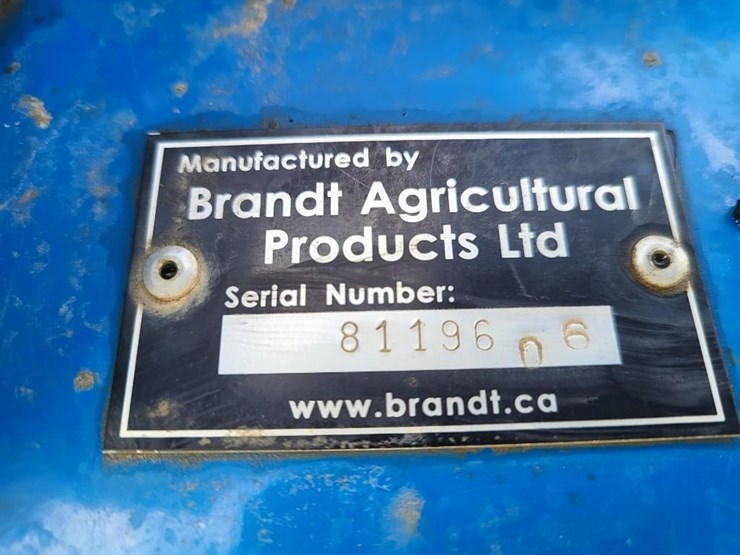 Manufactured by
Brandt Agricultural
Products Ltd
Serial Number:
81196 06
www.brandt.ca